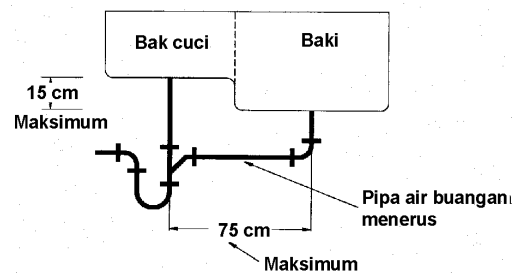 Bak cuci
Baki
15 cm
Maksimum
Pipa air buangan
menerus
75 cm
Maksimum